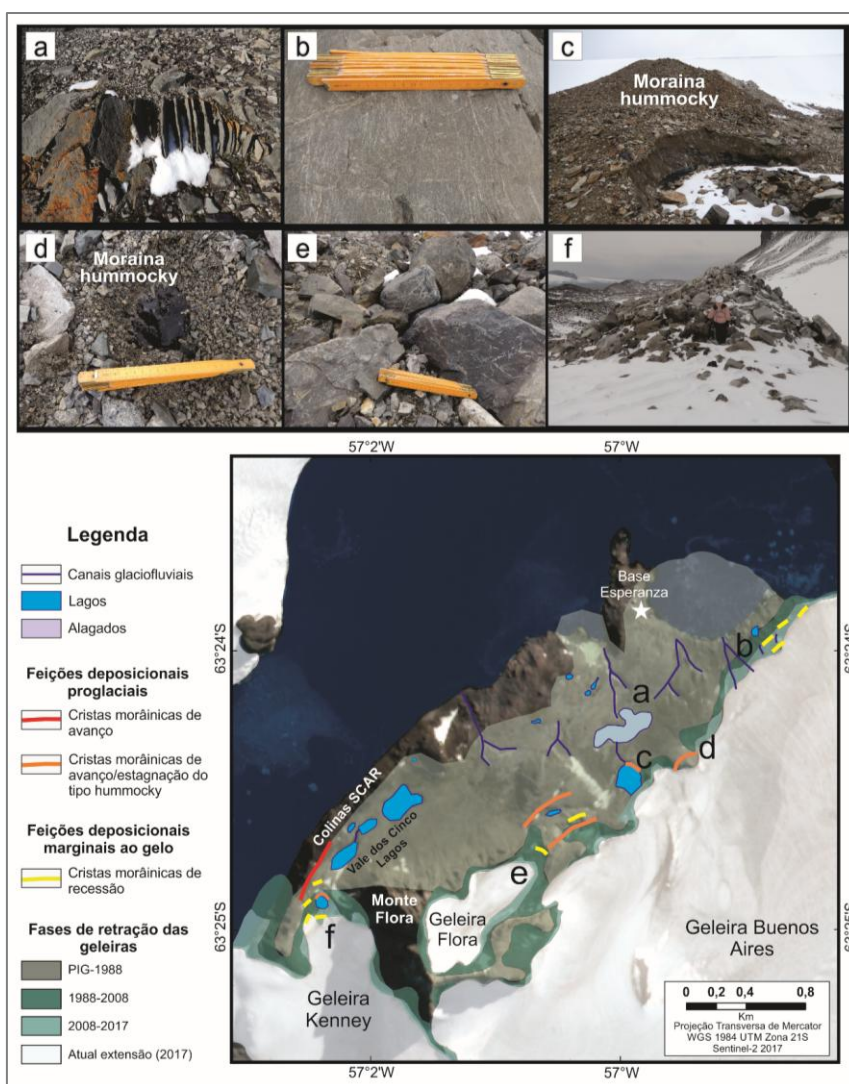 a
b
c
Moraina
hummocky
d
Moraina
hummocky
e
f
57°2'W
57°W
Legenda
Canais glaciofluviais
Lagos
Alagados
Feições deposicionais
proglaciais
Cristas morâinicas de
avanço
Cristas morâinicas de
avanço/estagnação do
tipo hummocky
Feições deposicionais
marginais ao gelo
Cristas morâinicas de
recessão
Fases de retração das
geleiras
PIG-1988
1988-2008
2008-2017
Atual extensão (2017)
63°24'S
63°25'S
Base
Esperanza
63°24'S
63°25'S
a
b
c
d
e
f
Colinas SCAR
Vale dos Cinco
Lagos
Monte
Flora
Geleira
Flora
Geleira Buenos
Aires
Geleira
Kenney
0 0,2 0,4 0,8
Km
Projeção Transversa de Mercator
WGS 1984 UTM Zona 21S
Sentinel-2 2017
57°2'W
57°W